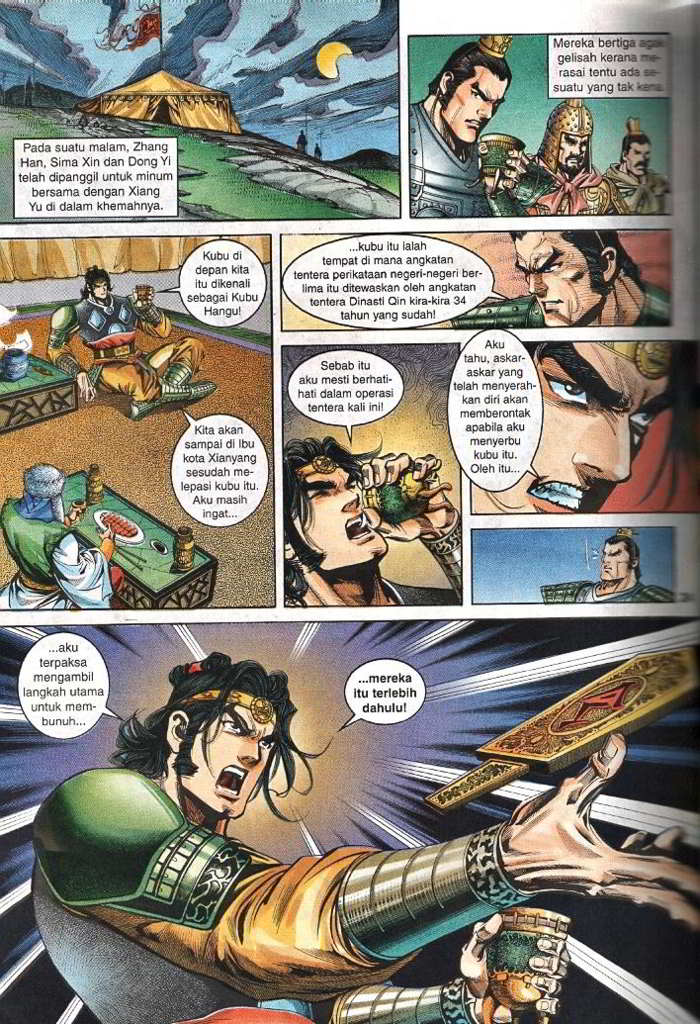 Pada suatu malam, Zhang
Han, Sima Xin dan Dong Yi
telah dipanggil untuk minum
bersama dengan Xiang
Yu di dalam khemahnya.
Mereka bertiga agak
gelisah kerana me-
rasai tentu ada se-
suatu yang tak kena.
Kubu di
depan kita
itu dikenali
sebagai Kubu
Hangu!
Kita akan
sampai di Ibu
kota Xianyang
sesudah me-
lepasi kubu itu.
Aku masih
ingat...
...kubu itu ialah
tempat di mana angkatan
tentera perikataan negeri-negeri ber-
lima itu ditewaskan oleh angkatan
tentera Dinasti Qin kira-kira 34
tahun yang sudah!
Sebab itu
aku mesti berhati-
hati dalam operasi
tentera kali ini!
Aku
tahu, askar-
askar yang
telah menyerah-
kan diri akan
memberontak
apabila aku
menyerbu
kubu itu.
Oleh itu...
...aku
terpaksa
mengambil
langkah utama
untuk mem-
bunuh...
...mereka
itu terlebih
dahulu!